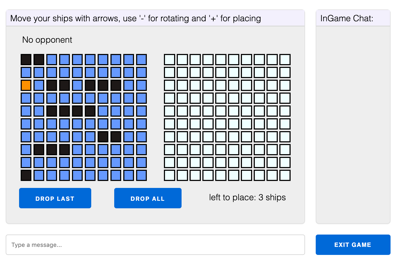 Move your ships with arrows, use '-' for rotating and '+' for placing
InGame Chat:
No opponent
DROP LAST
DROP ALL
left to place: 3 ships
Type a message...
EXIT GAME